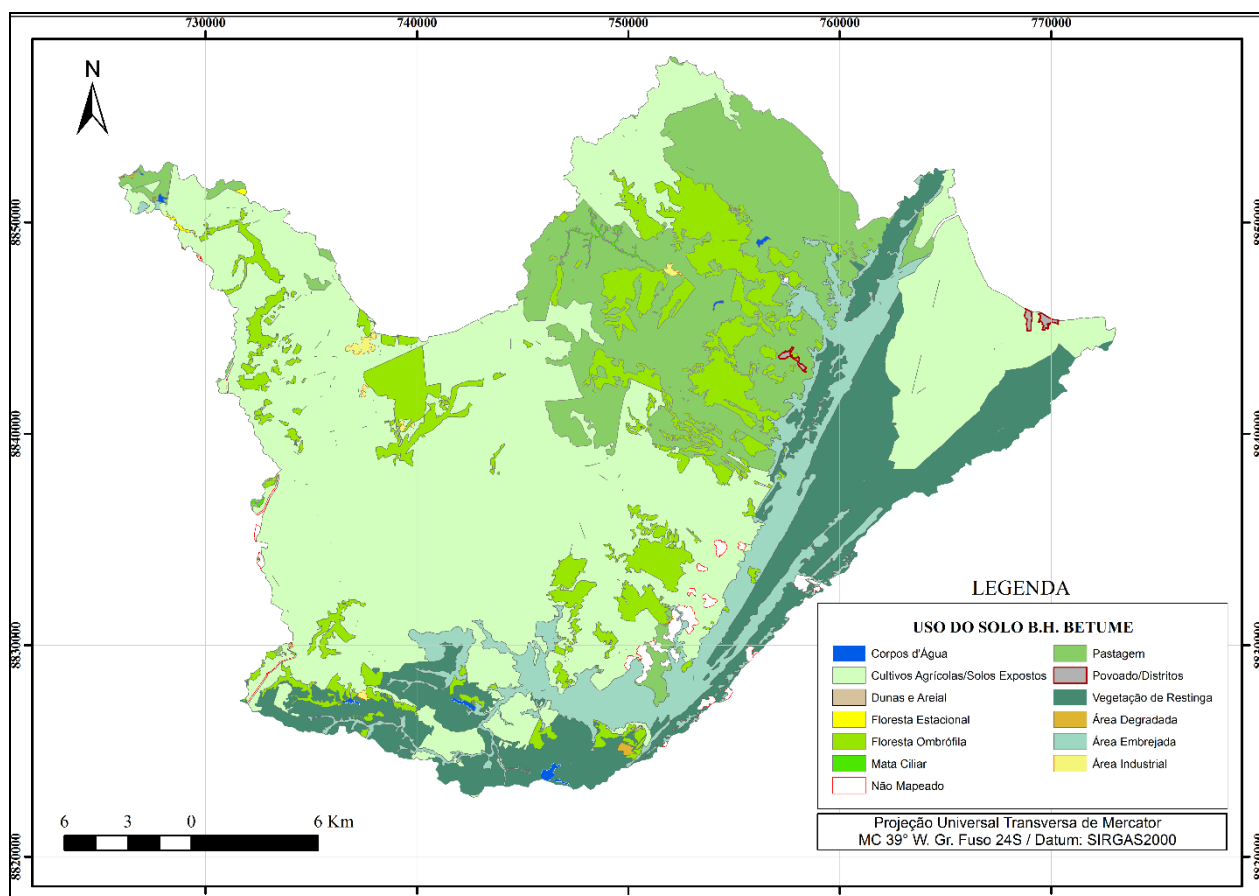 730000 740000 750000 760000 770000
N
8850000 8850000
8840000 8840000
8830000 8830000
8820000 8820000
LEGENDA
USO DO SOLO B.H. BETUME
Corpos d'Água Pastagem
Cultivos Agrícolas/Solos Expostos Povoado/Distritos
Dunas e Areial Vegetação de Restinga
Floresta Estacional Área Degradada
Floresta Ombrófila Área Embrejada
Mata Ciliar Área Industrial
Não Mapeado
6 3 0 6 Km
Projeção Universal Transversa de Mercator
MC 39° W. Gr. Fuso 24S / Datum: SIRGAS2000